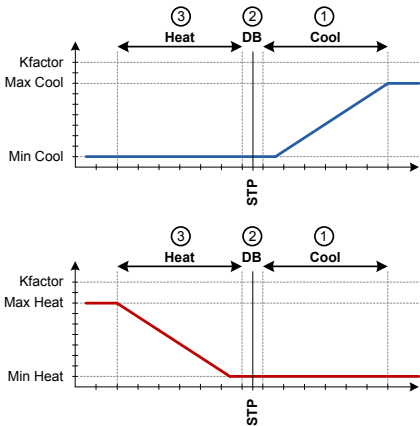 ③ ② ①
Heat DB Cool
Kfactor
Max Cool
Min Cool
STP
③ ② ①
Heat DB Cool
Kfactor
Max Heat
Min Heat
STP